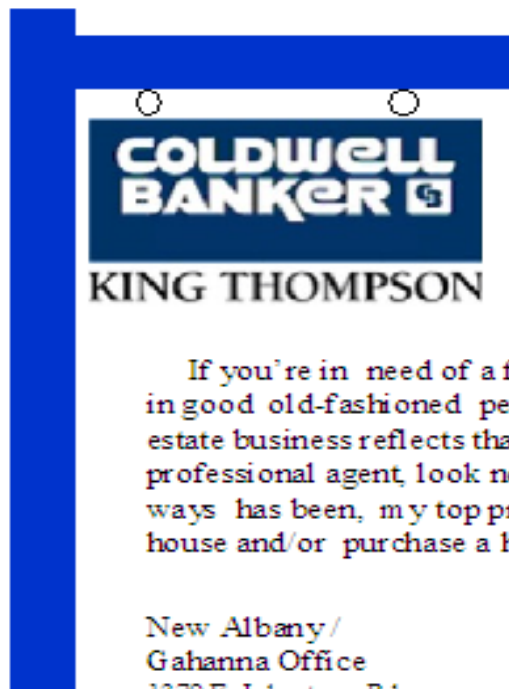 COLDWELL
BANKER CB
KING THOMPSON
If you're in need of a f
in good old-fashioned pe
estate business reflects tha
professional agent, look n
ways has been, my top p
house and/or purchase a
New Albany /
Gahanna Office